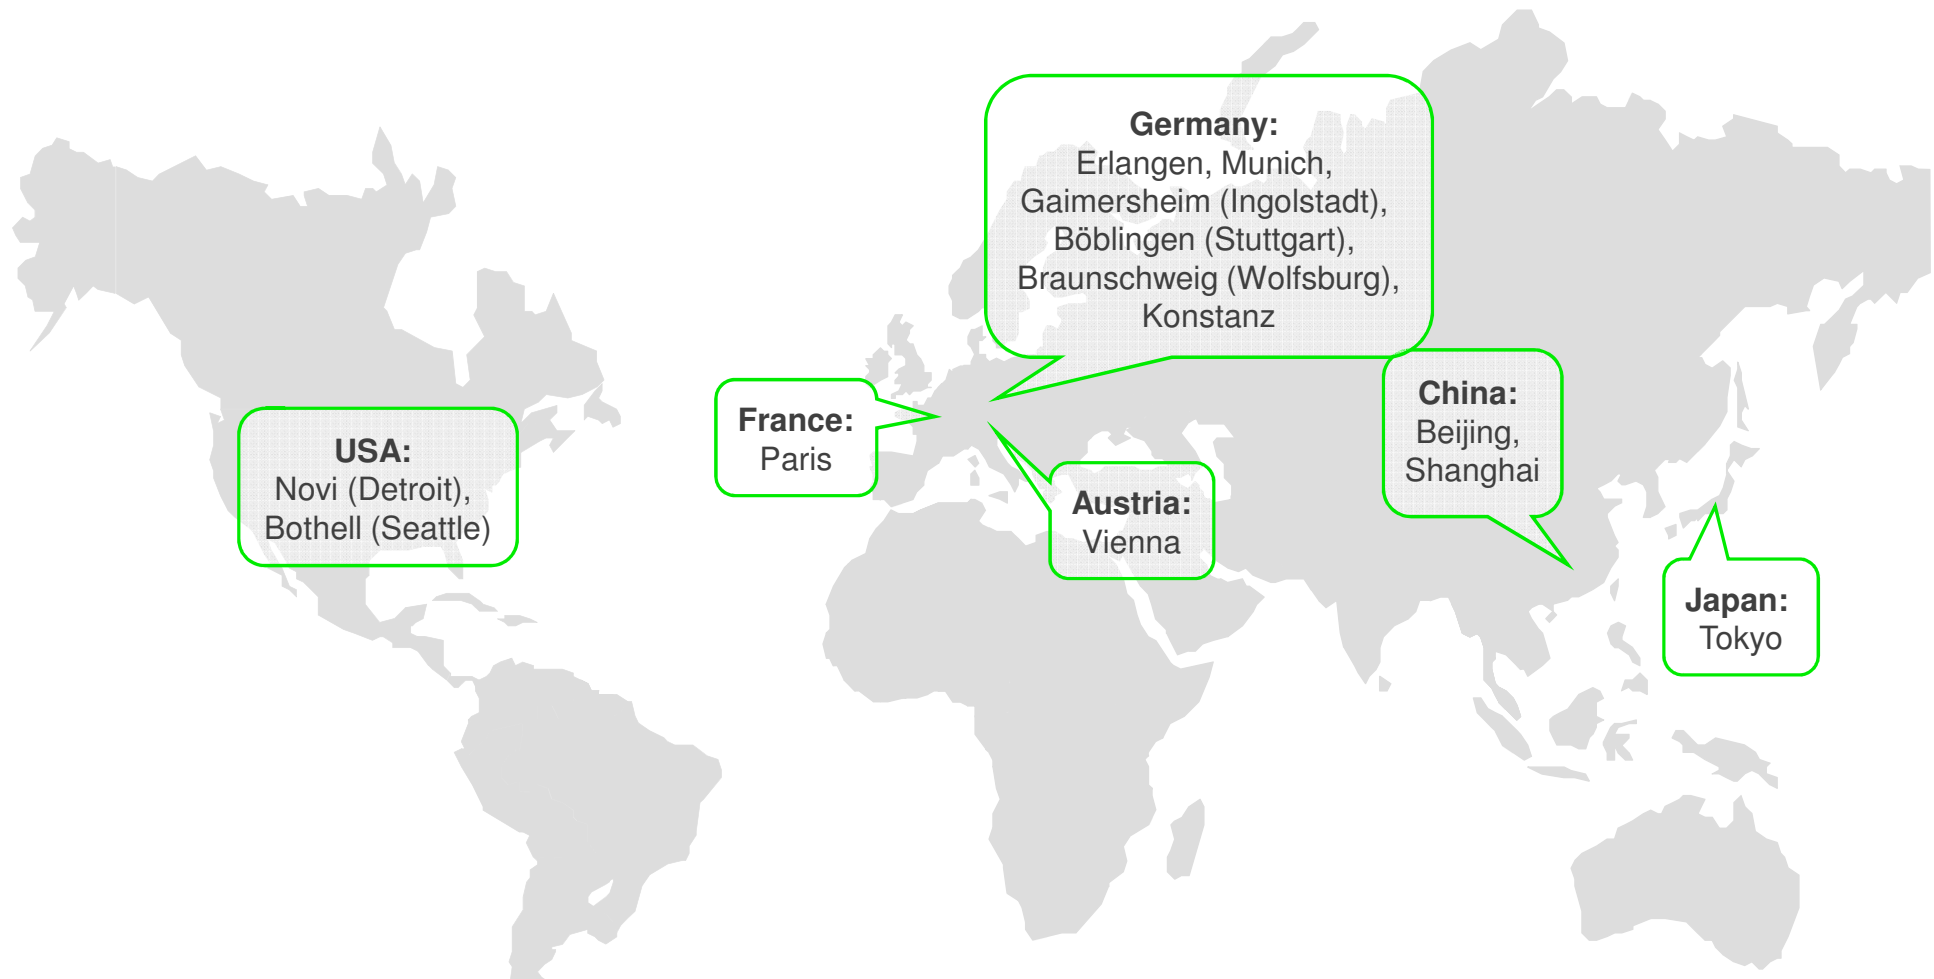 Germany:
Erlangen, Munich,
Gaimersheim (Ingolstadt),
Böblingen (Stuttgart),
Braunschweig (Wolfsburg),
Konstanz
France:
Paris
USA:
Novi (Detroit),
Bothell (Seattle)
Austria:
Vienna
China:
Beijing,
Shanghai
Japan:
Tokyo